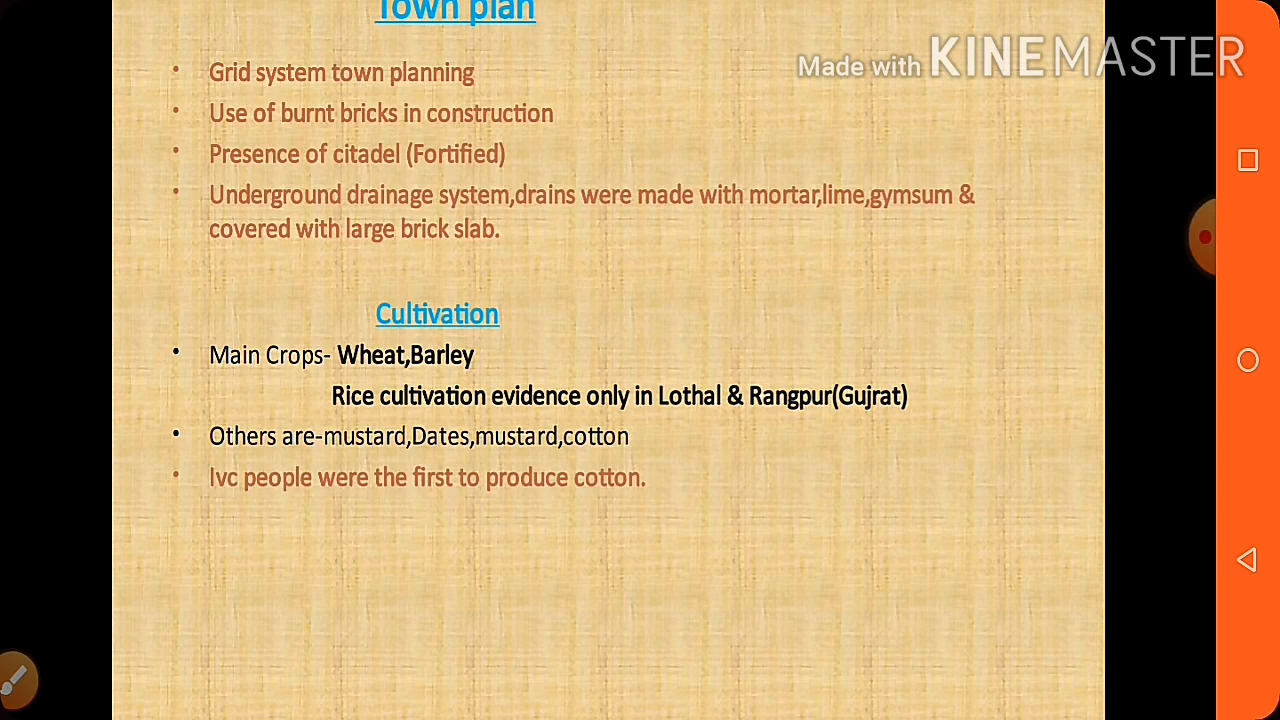 Town plan
Made with KINEMASTER
• Grid system town planning
• Use of burnt bricks in construction
• Presence of citadel (Fortified)
• Underground drainage system,drains were made with mortar,lime,gymsum &
covered with large brick slab.
Cultivation
• Main Crops- Wheat,Barley
Rice cultivation evidence only in Lothal & Rangpur(Gujrat)
• Others are-mustard,Dates,mustard,cotton
• Ivc people were the first to produce cotton.